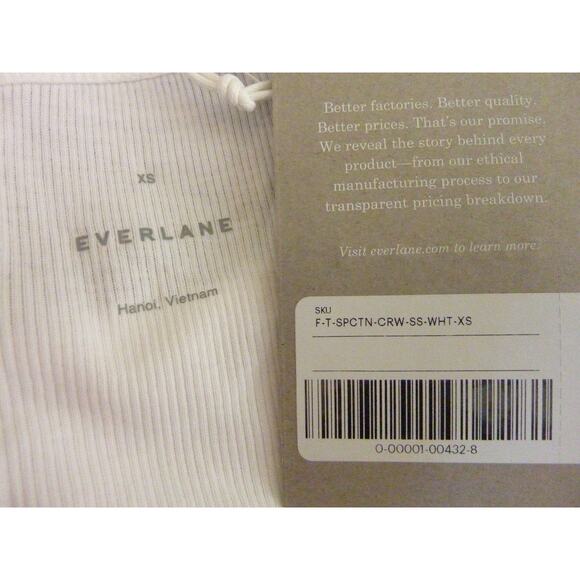 XS
EVERLANE
Hanoi, Vietnam
Better factories. Better quality.
Better prices. That's our promise.
We reveal the story behind every
product—from our ethical
manufacturing process to our
transparent pricing breakdown.
Visit everlane.com to learn more.
SKU
F-T-SPCTN-CRW-SS-WHT-XS
0-00001-00432-8